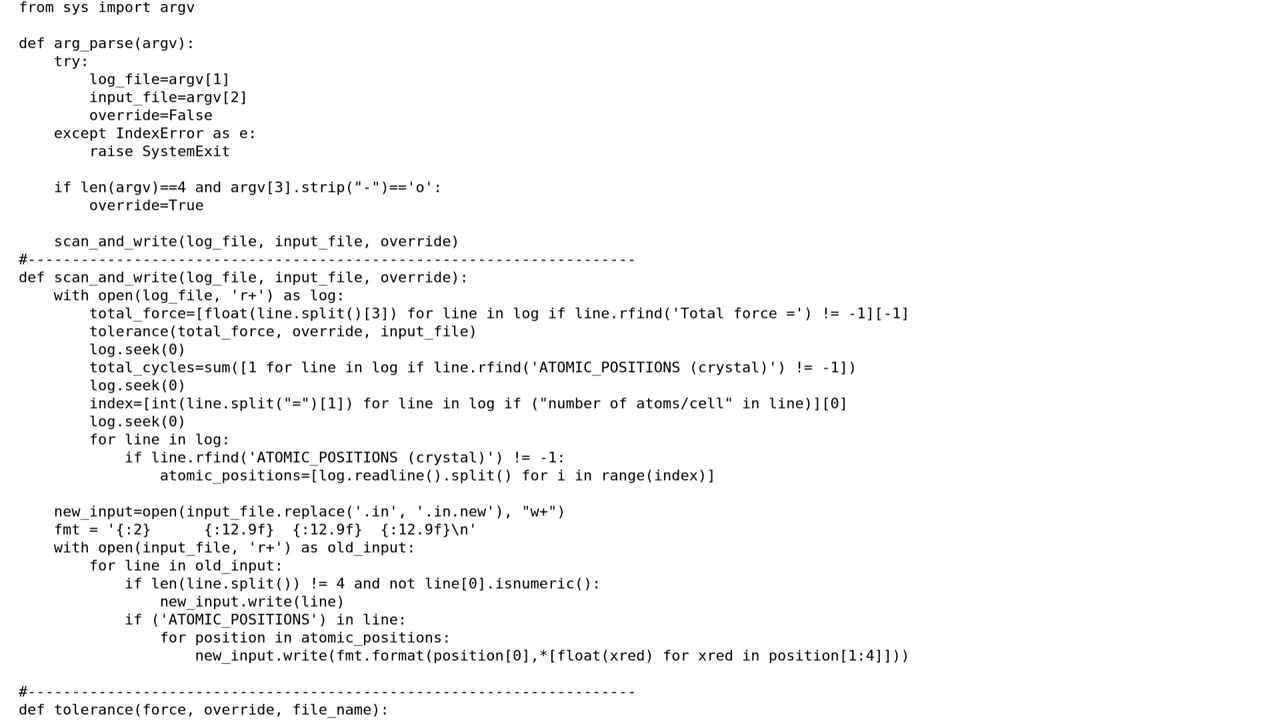 from sys import argv

def arg_parse(argv):
    try:
        log_file=argv[1]
        input_file=argv[2]
        override=False
    except IndexError as e:
        raise SystemExit

    if len(argv)==4 and argv[3].strip("-")=='o':
        override=True

    scan_and_write(log_file, input_file, override)
#---------------------------------------------------------------------
def scan_and_write(log_file, input_file, override):
    with open(log_file, 'r+') as log:
        total_force=[float(line.split()[3]) for line in log if line.rfind('Total force =') != -1][-1]
        tolerance(total_force, override, input_file)
        log.seek(0)
        total_cycles=sum([1 for line in log if line.rfind('ATOMIC_POSITIONS (crystal)') != -1])
        log.seek(0)
        index=[int(line.split("=")[1]) for line in log if ("number of atoms/cell" in line)][0]
        log.seek(0)
        for line in log:
            if line.rfind('ATOMIC_POSITIONS (crystal)') != -1:
                atomic_positions=[log.readline().split() for i in range(index)]

    new_input=open(input_file.replace('.in', '.in.new'), "w+")
    fmt = '{:2}      {:12.9f}  {:12.9f}  {:12.9f}\n'
    with open(input_file, 'r+') as old_input:
        for line in old_input:
            if len(line.split()) != 4 and not line[0].isnumeric():
                new_input.write(line)
            if ('ATOMIC_POSITIONS') in line:
                for position in atomic_positions:
                    new_input.write(fmt.format(position[0],*[float(xred) for xred in position[1:4]]))

#---------------------------------------------------------------------
def tolerance(force, override, file_name):